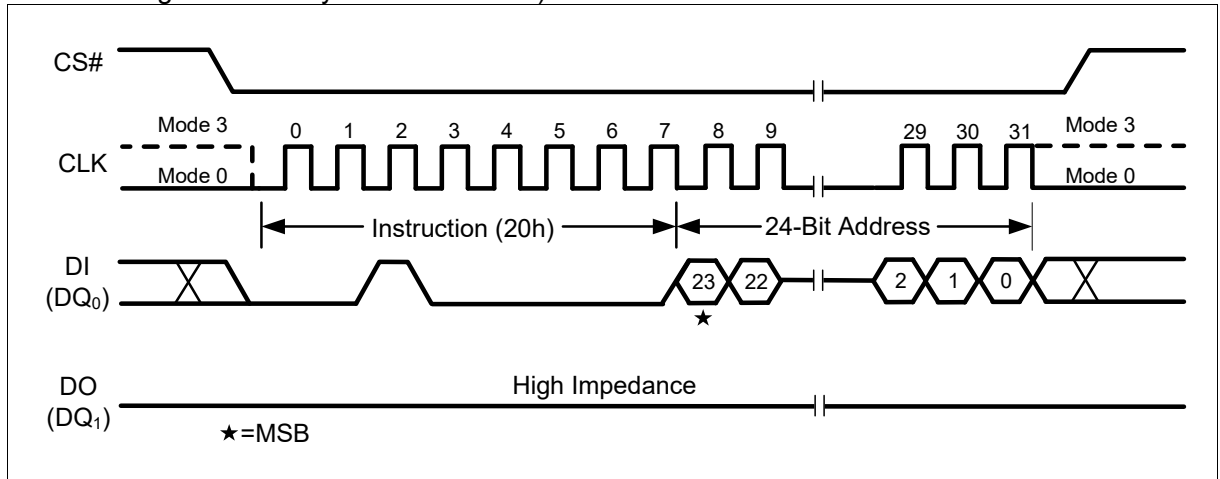 CS#
Mode 3 0 1 2 3 4 5 6 7 8 9 29 30 31 Mode 3
CLK
Mode 0 Mode 0
Instruction (20h) 24-Bit Address
DI
(DQ0) 23 22 2 1 0
★
High Impedance
DO
(DQ1)
★=MSB